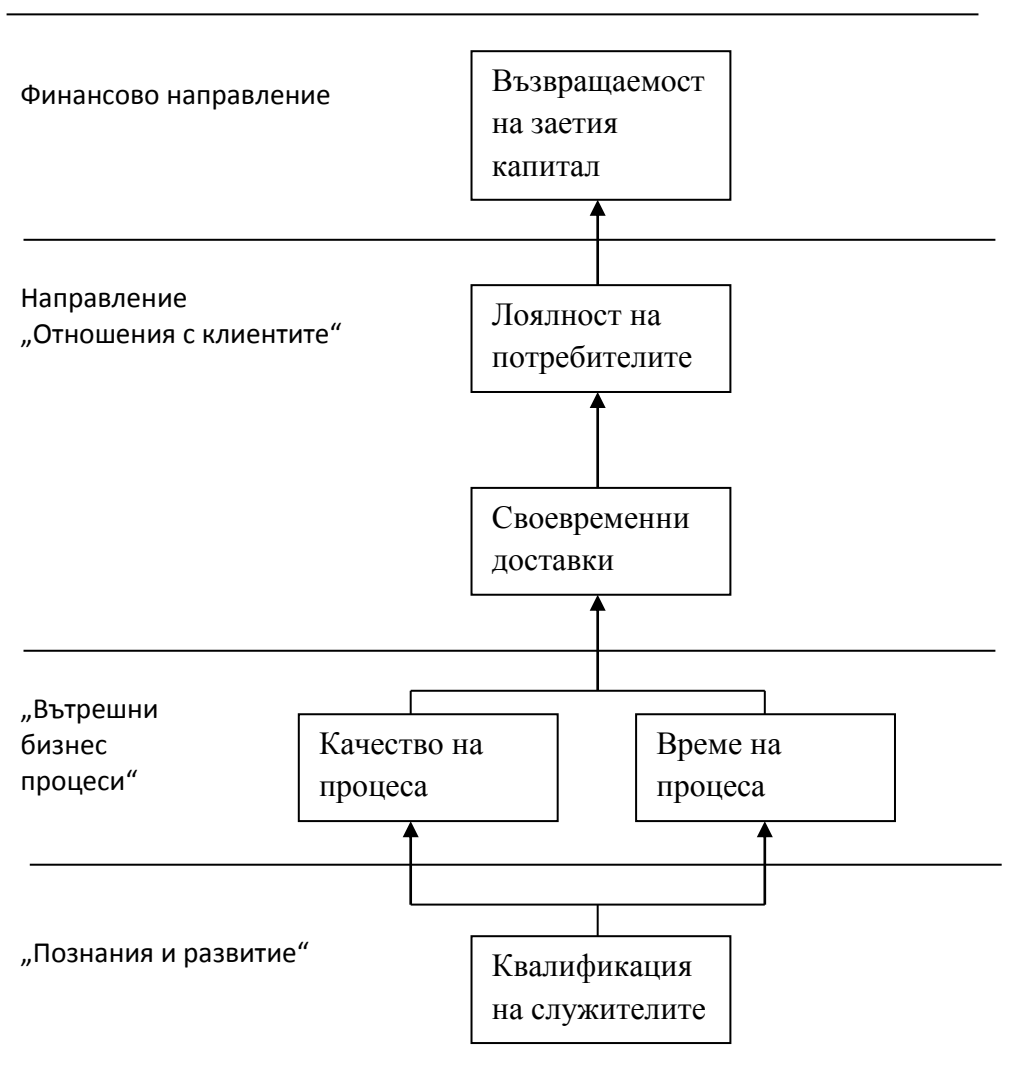 Финансово направление
Възвращаемост
на заетия
капитал
Направление
„Отношения с клиентите“
Лоялност на
потребителите
Своевременни
доставки
„Вътрешни
бизнес
процеси“
Качество на
процеса
Време на
процеса
„Познания и развитие“
Квалификация
на служителите